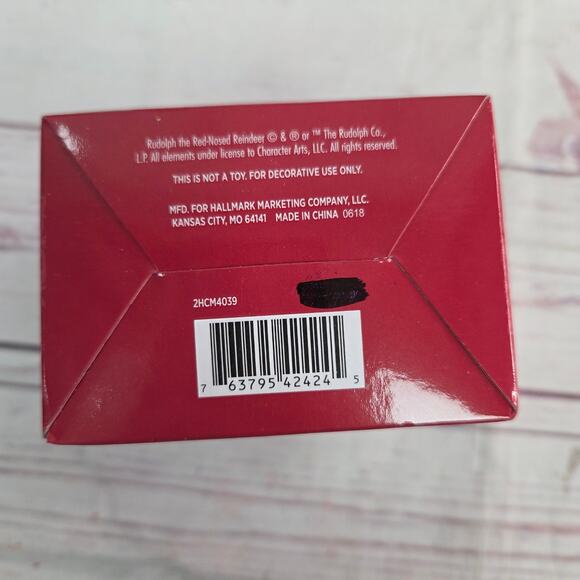 Rudolph the Red-Nosed Reindeer © & ® or ™ The Rudolph Co.,
L.P. All elements under license to Character Arts, LLC. All rights reserved.
THIS IS NOT A TOY. FOR DECORATIVE USE ONLY.
MFD. FOR HALLMARK MARKETING COMPANY, LLC.
KANSAS CITY, MO 64141 MADE IN CHINA 0618
2HCM4039
7 63795 42424 5